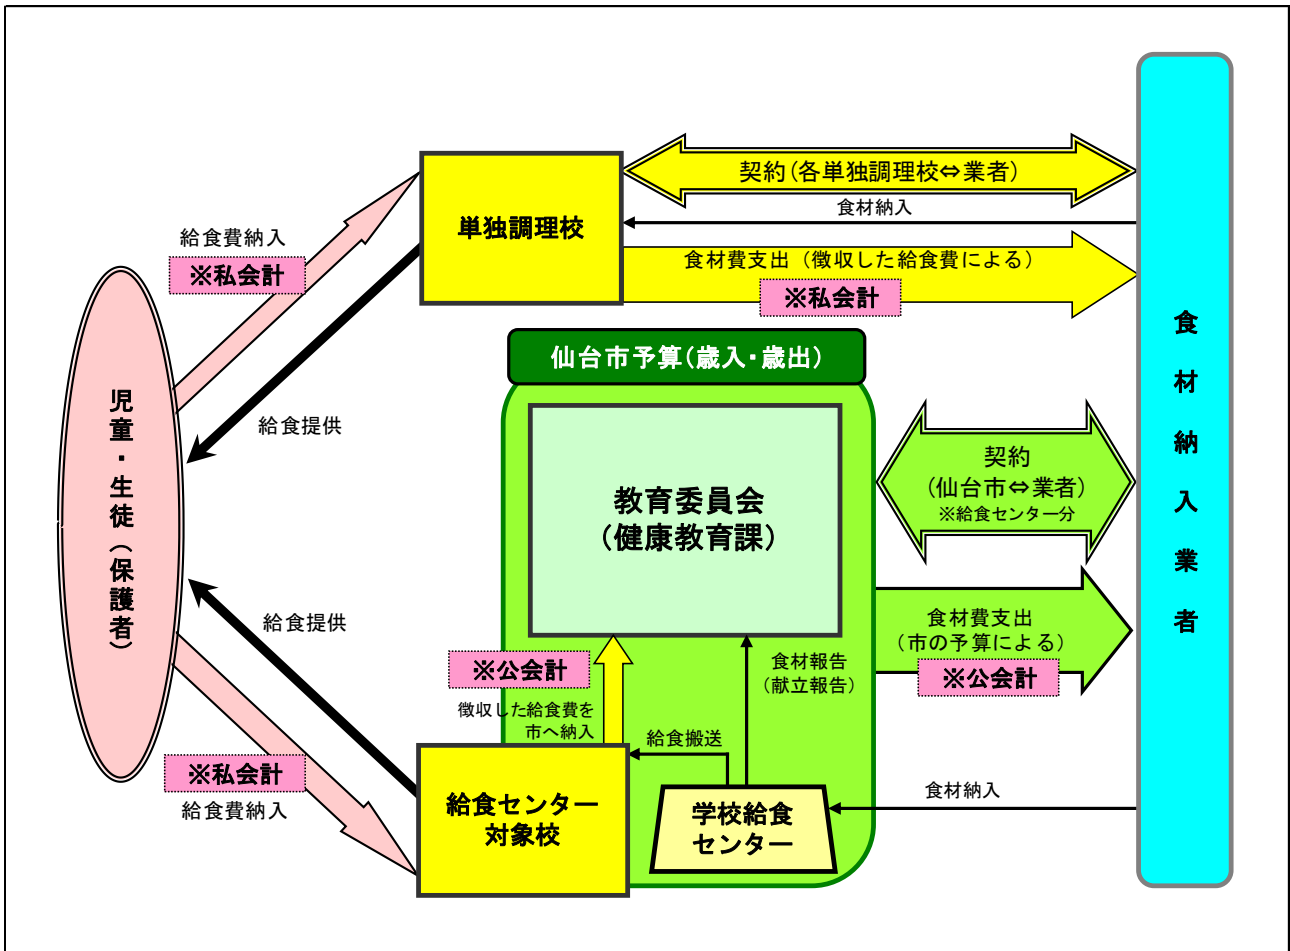 契約(各単独調理校⇔業者)
食材納入
単独調理校
給食費納入
※私会計
食材費支出（徴収した給食費による）
※私会計
仙台市予算(歳入・歳出)
食材納入業者
児童・生徒（保護者）
給食提供
教育委員会
（健康教育課）
契約
(仙台市⇔業者)
※給食センター分
給食提供
食材費支出
(市の予算による)
※公会計
※公会計
食材報告
(献立報告)
徴収した給食費を
市へ納入
給食搬送
※私会計
給食費納入
給食センター
対象校
学校給食
センター
食材納入